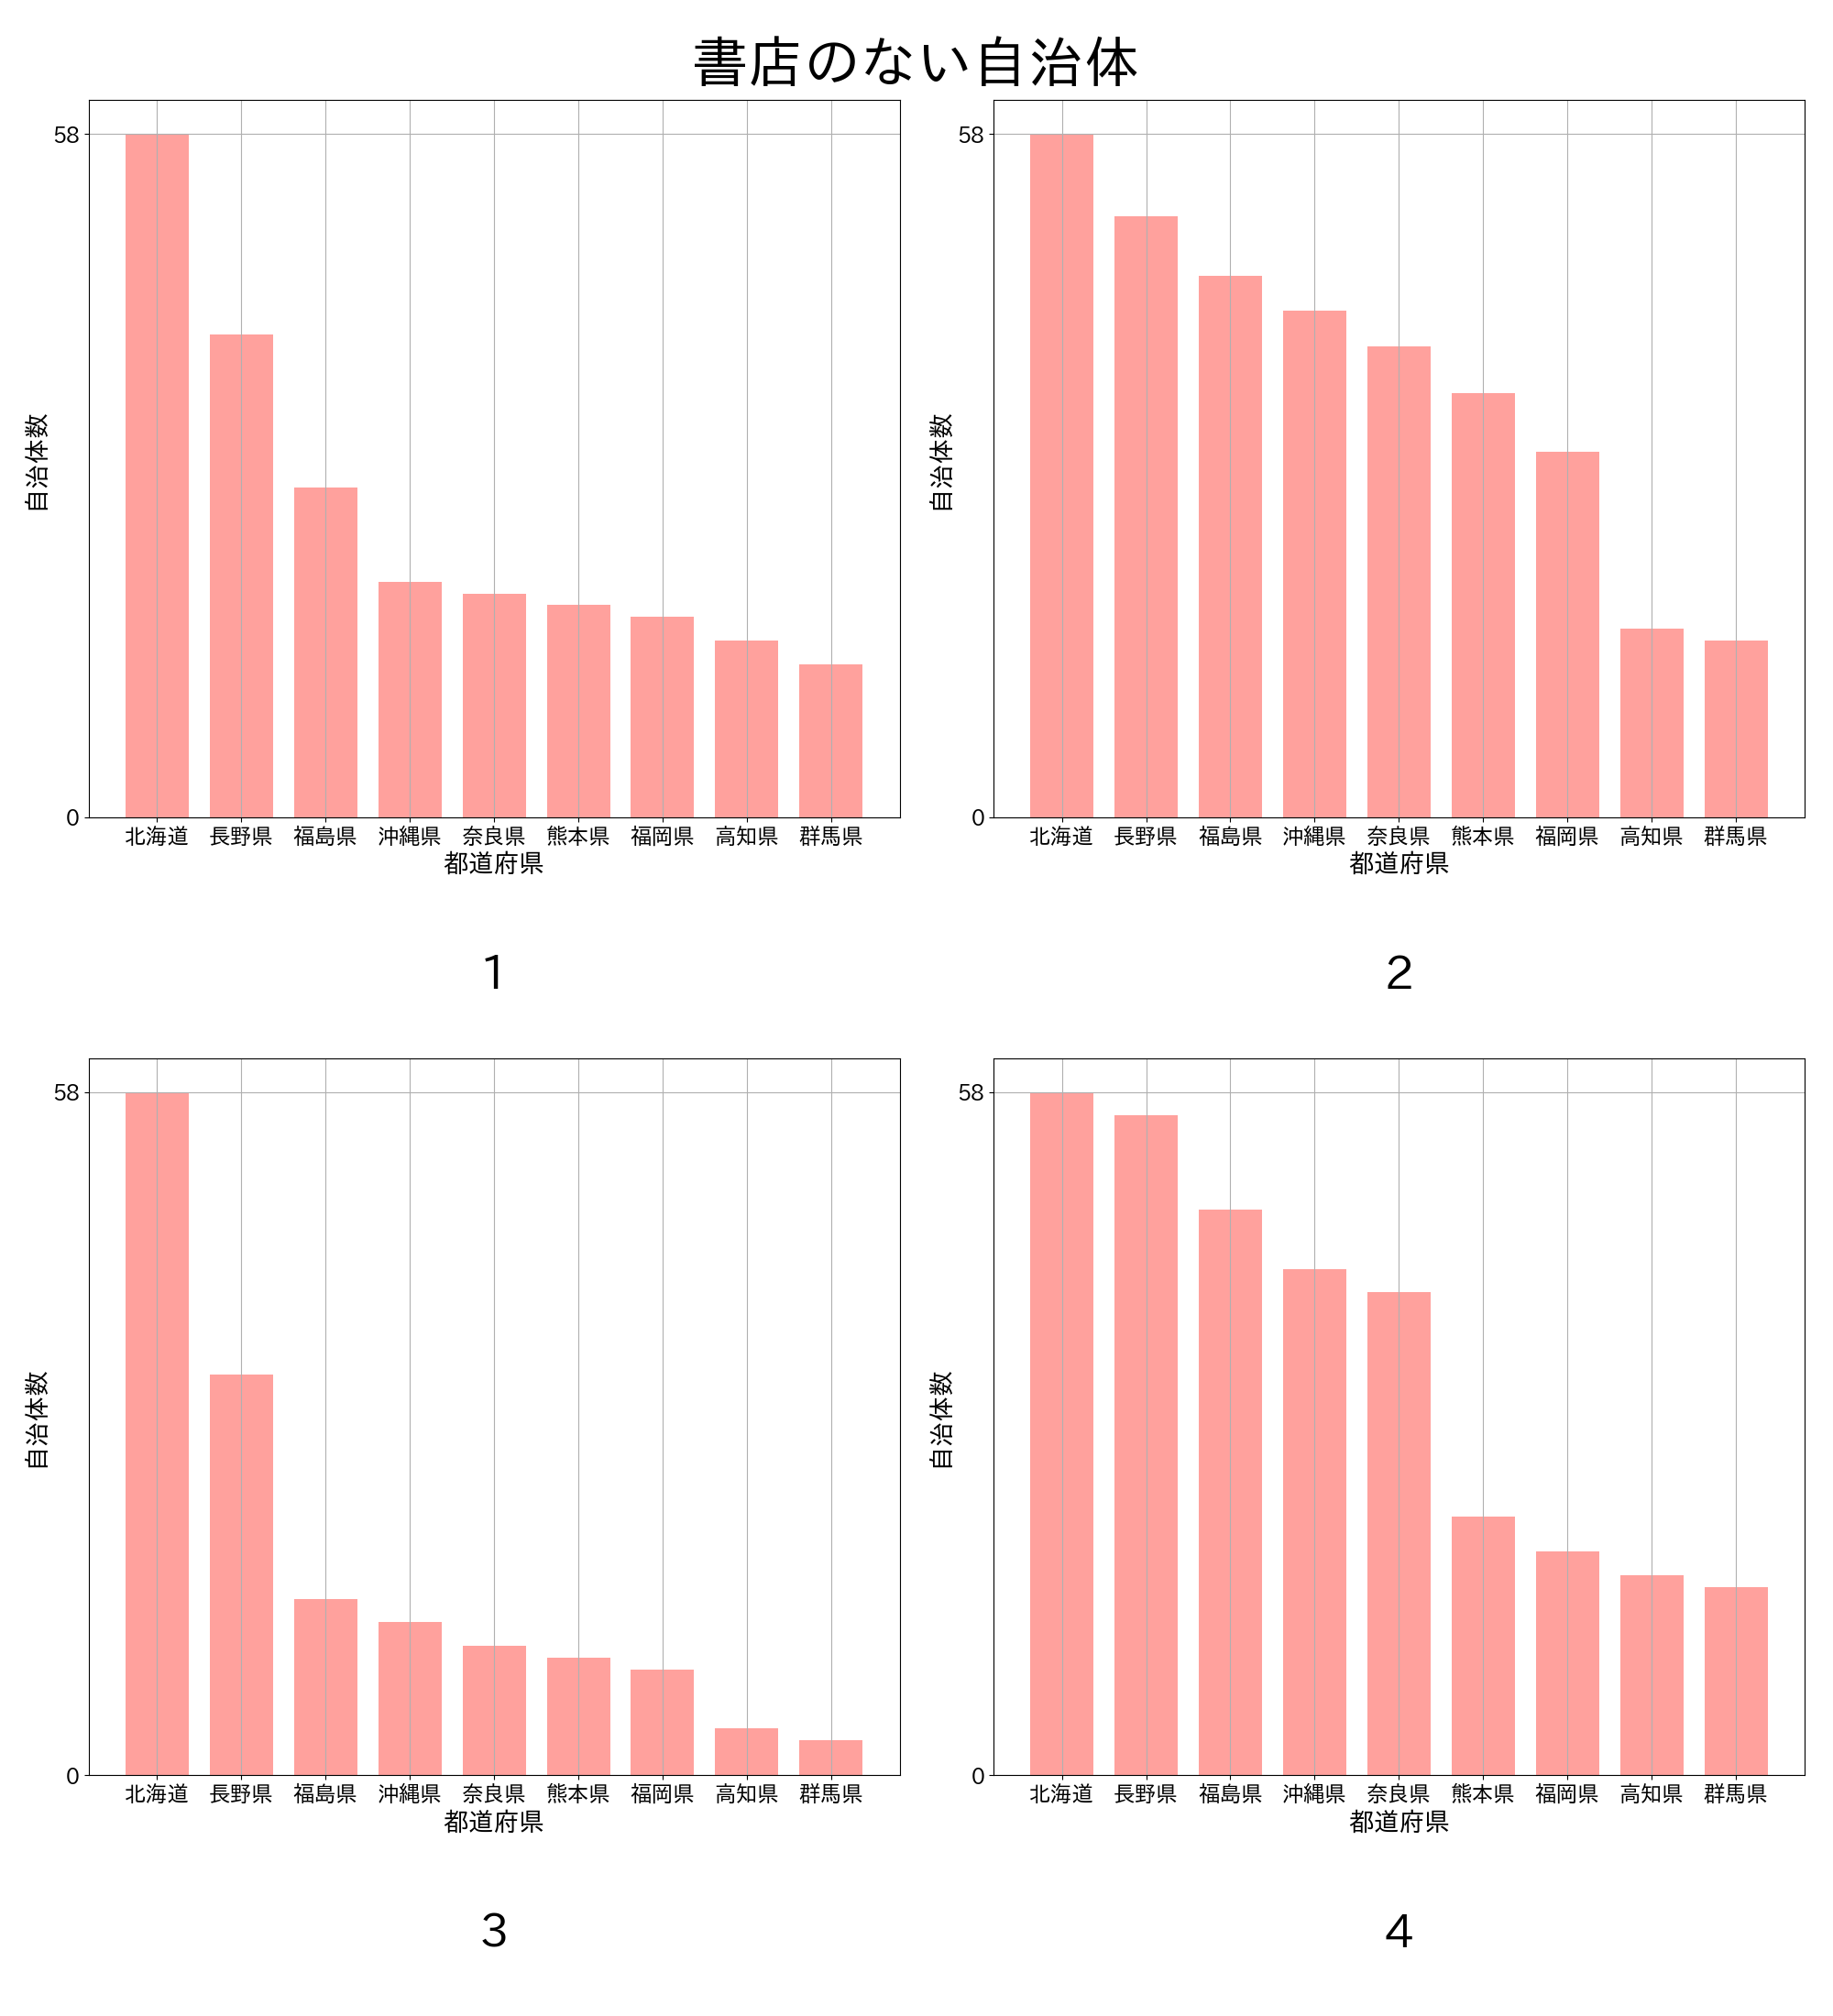 書店のない自治体
58
0
自治体数
北海道 長野県 福島県 沖縄県 奈良県 熊本県 福岡県 高知県 群馬県
都道府県
1
58
0
自治体数
北海道 長野県 福島県 沖縄県 奈良県 熊本県 福岡県 高知県 群馬県
都道府県
2
58
0
自治体数
北海道 長野県 福島県 沖縄県 奈良県 熊本県 福岡県 高知県 群馬県
都道府県
3
58
0
自治体数
北海道 長野県 福島県 沖縄県 奈良県 熊本県 福岡県 高知県 群馬県
都道府県
4